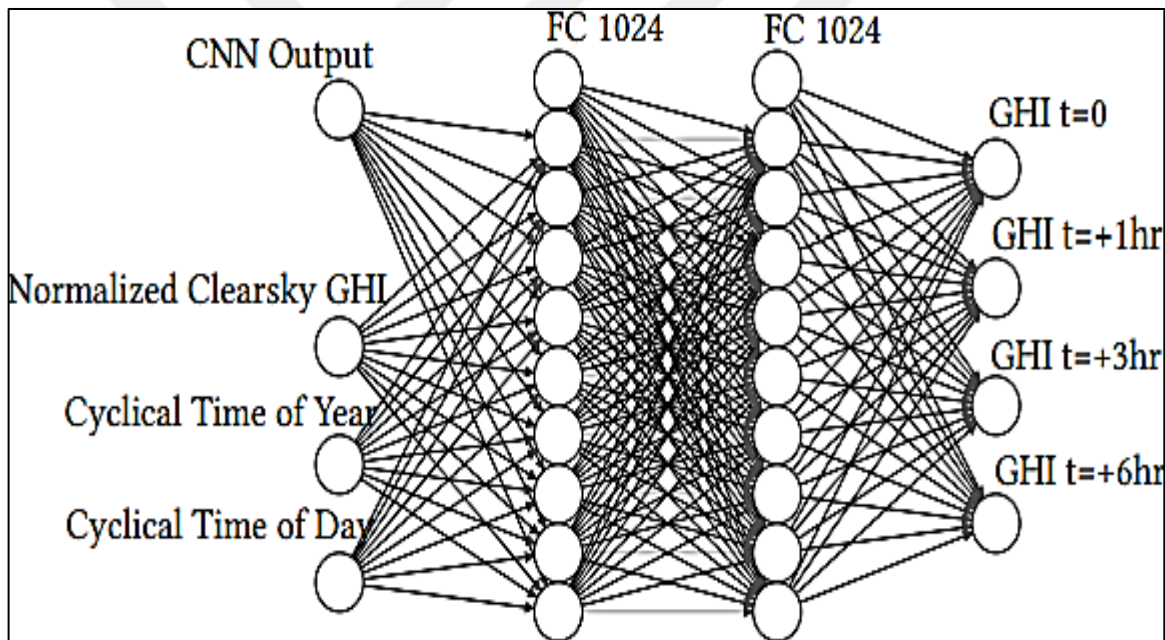 FC 1024
FC 1024
CNN Output
GHI t=0
GHI t=+1hr
Normalized Clearsky GHI
GHI t=+3hr
Cyclical Time of Year
GHI t=+6hr
Cyclical Time of Day